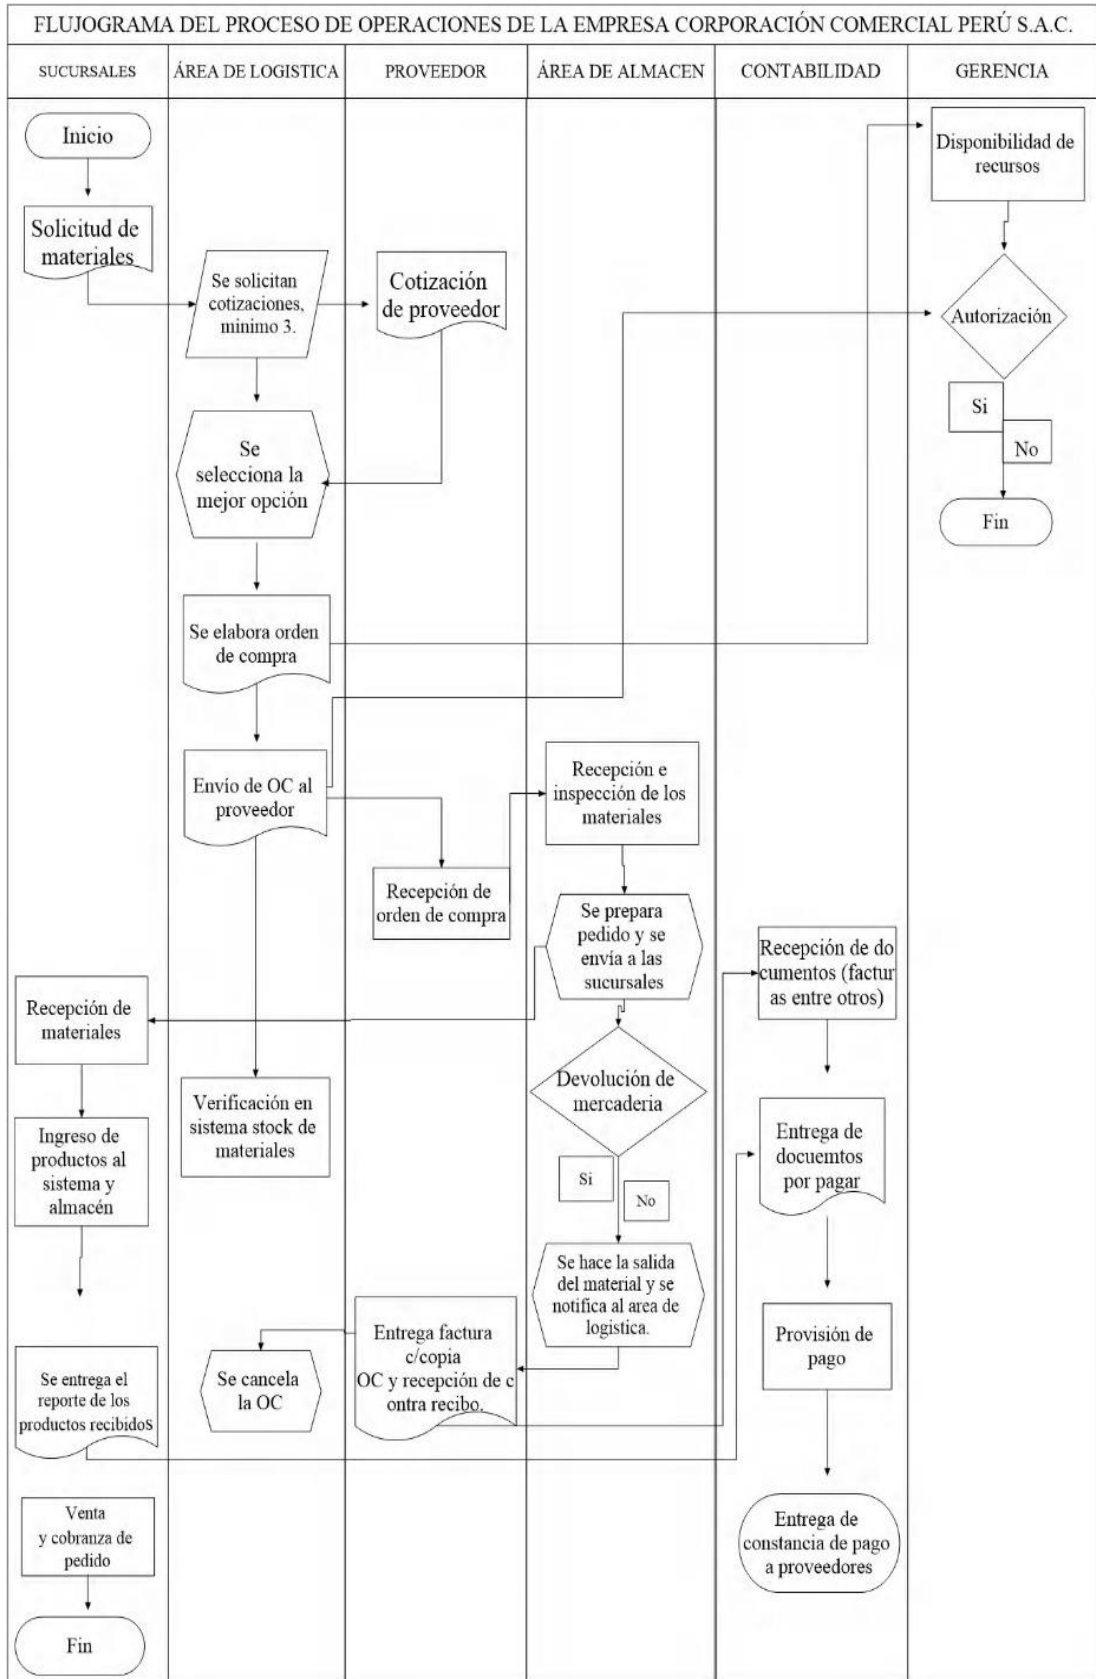 FLUJOGRAMA DEL PROCESO DE OPERACIONES DE LA EMPRESA CORPORACIÓN COMERCIAL PERÚ S.A.C.
SUCURSALES
ÁREA DE LOGISTICA
PROVEEDOR
ÁREA DE ALMACEN
CONTABILIDAD
GERENCIA
Inicio
Solicitud de
materiales
Se solicitan
cotizaciones,
minimo 3.
Cotización
de proveedor
Disponibilidad de
recursos
Autorización
Si
No
Fin
Se
selecciona la
mejor opción
Se elabora orden
de compra
Envío de OC al
proveedor
Recepción de
orden de compra
Recepción e
inspección de los
materiales
Se prepara
pedido y se
envía a las
sucursales
Recepción de do
cumentos (factur
as entre otros)
Recepción de
materiales
Verificación en
sistema stock de
materiales
Devolución de
mercaderia
Si
No
Entrega de
docuemtos
por pagar
Ingreso de
productos al
sistema y
almacén
Se hace la salida
del material y se
notifica al area de
logistica.
Entrega factura
c/copia
OC y recepción de c
ontra recibo.
Se cancela
la OC
Provisión de
pago
Se entrega el
reporte de los
productos recibidos
Venta
y cobranza de
pedido
Entrega de
constancia de pago
a proveedores
Fin